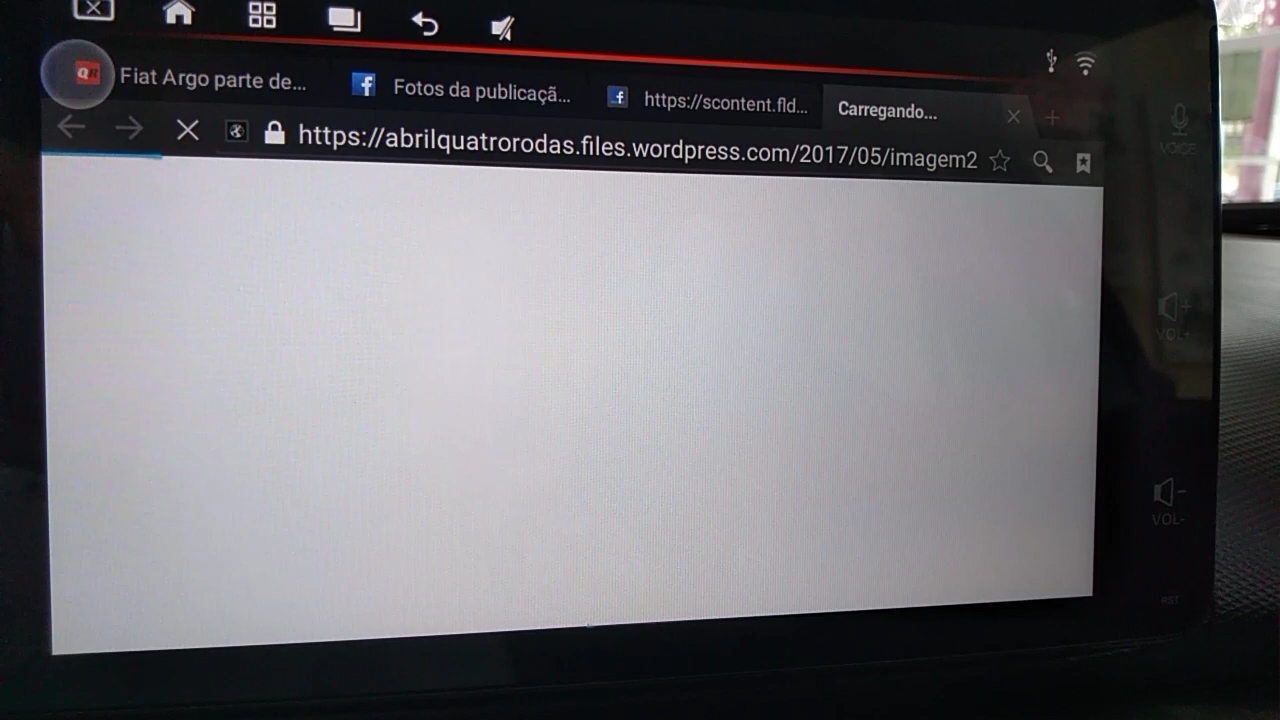 Fiat Argo parte de...
Fotos da publicaçã...
https://scontent.fld...
Carregando...
https://abrilquatrorodas.files.wordpress.com/2017/05/imagem2
VOICE
VOL+
VOL-
RST